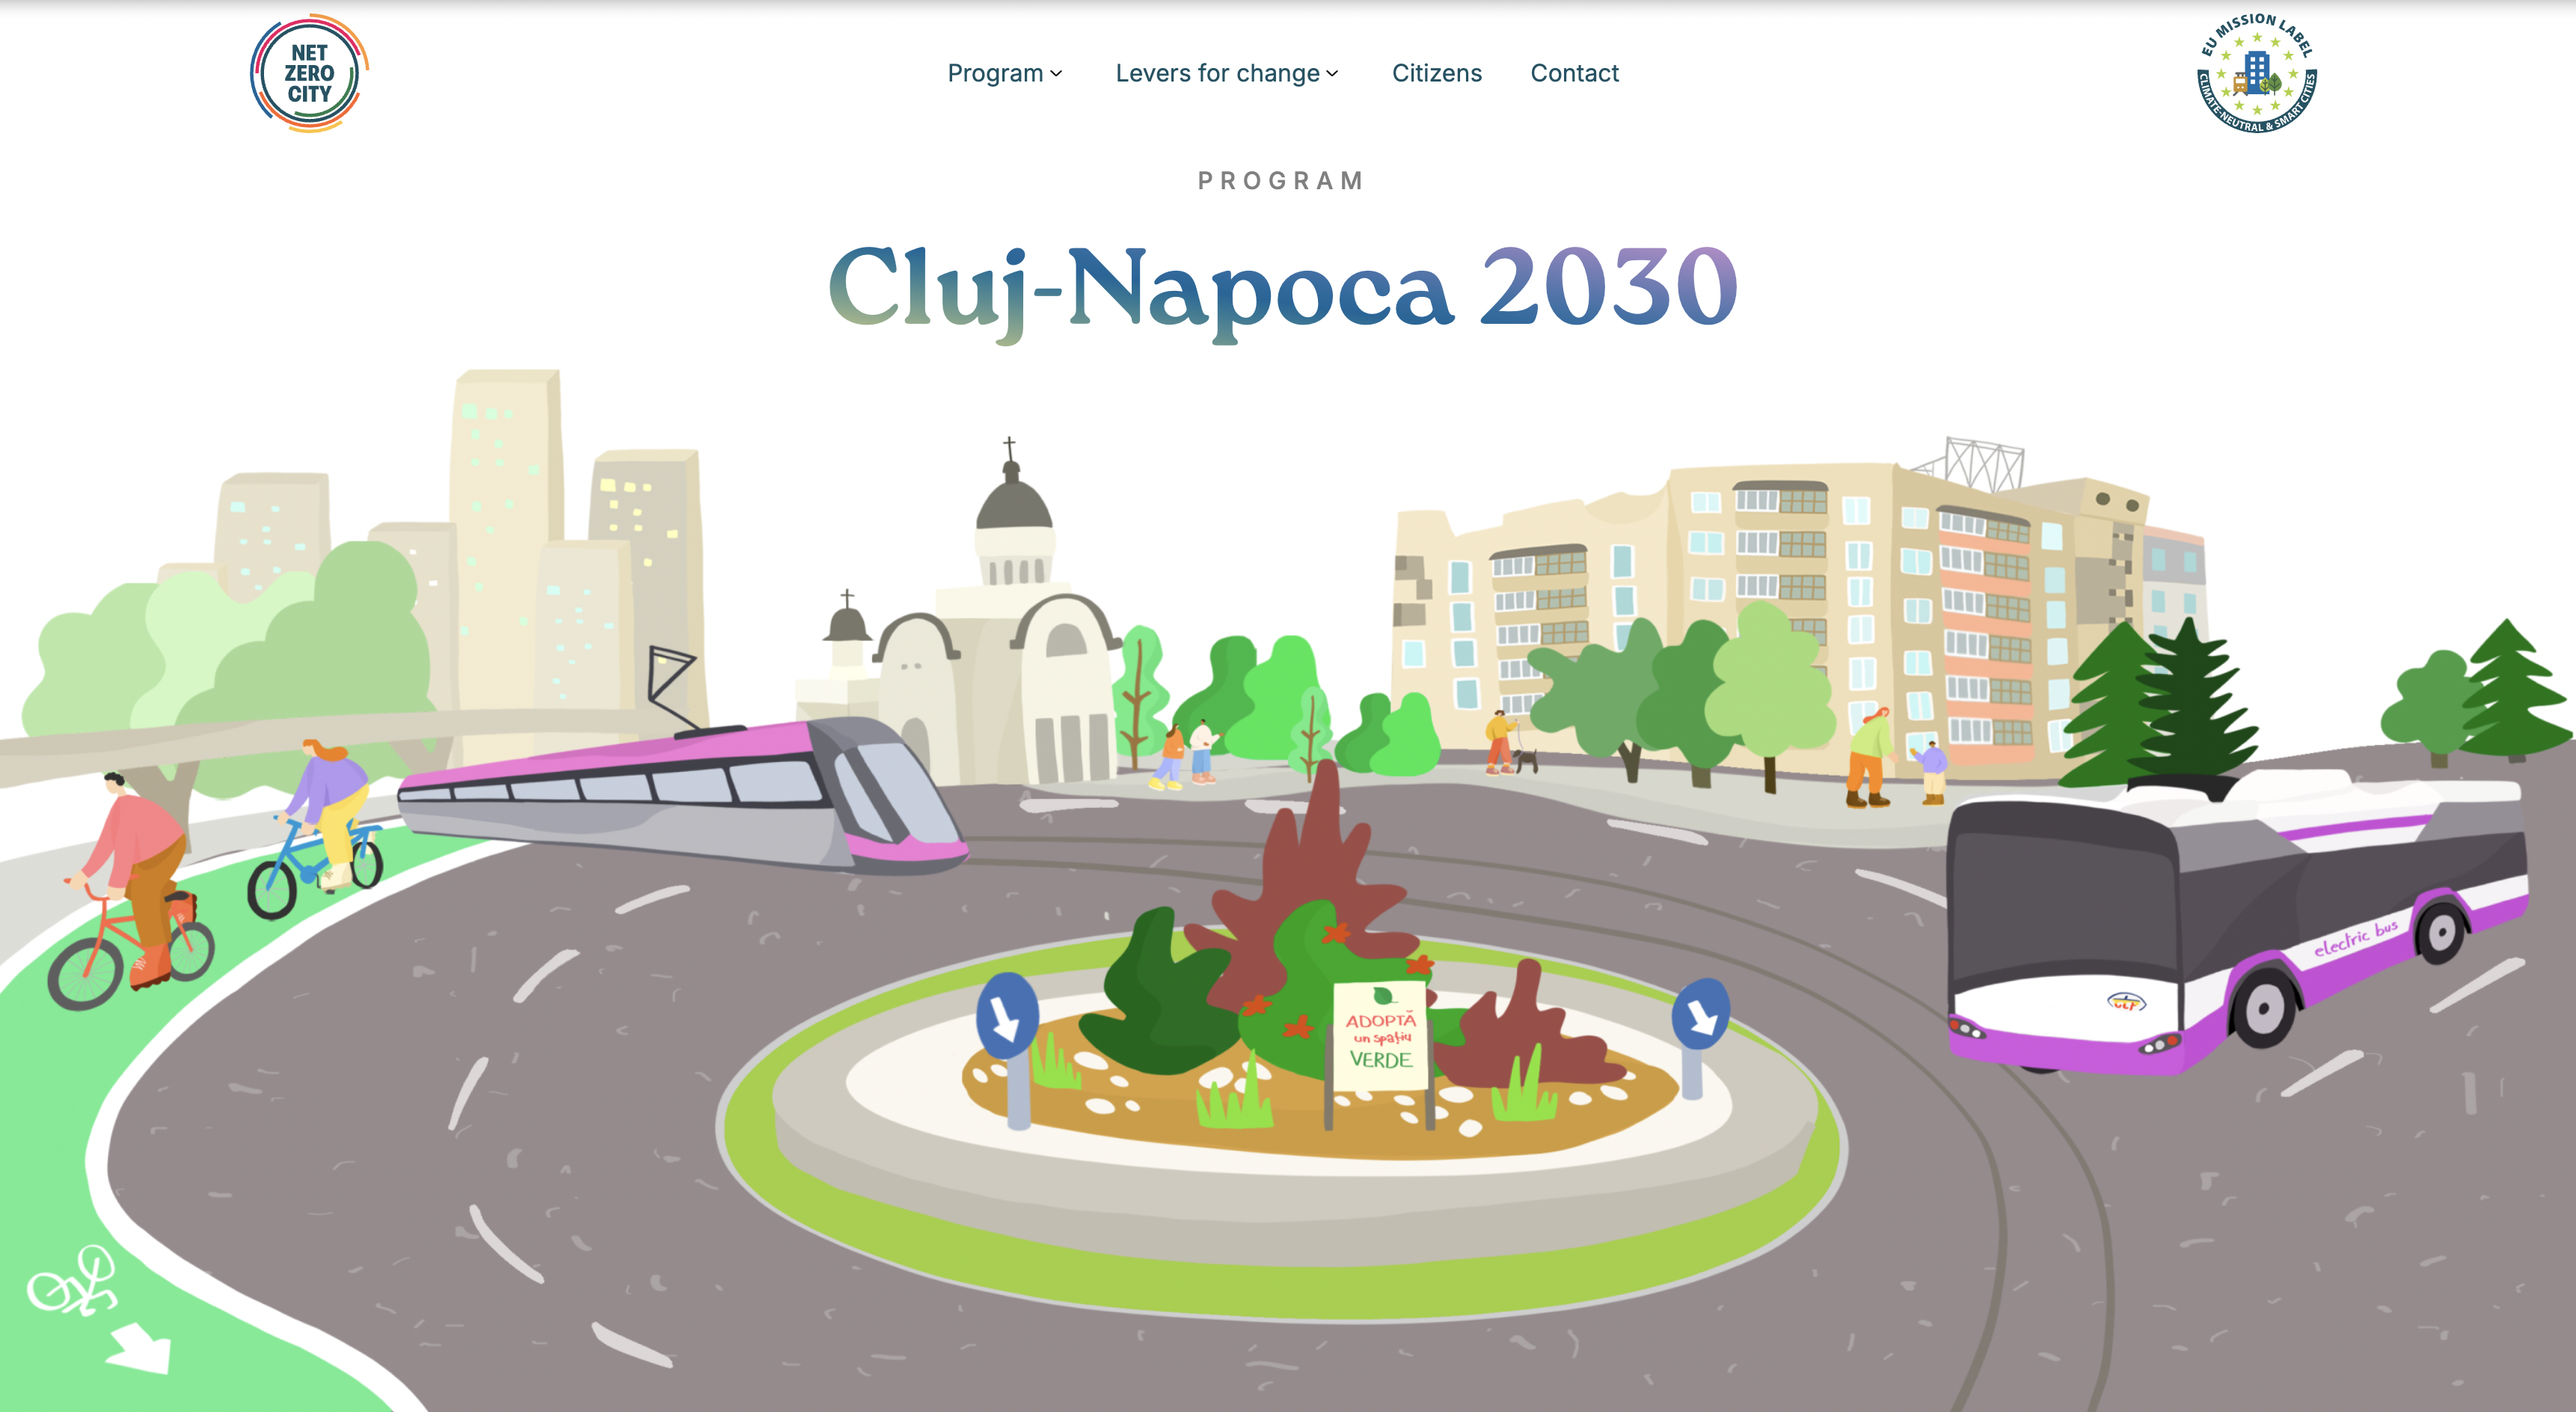 NET
ZERO
CITY
Program
Levers for change
Citizens
Contact
EU MISSION LABEL
CLIMATE-NEUTRAL & SMART CITIES
PROGRAM
Cluj-Napoca 2030
electric bus
ADOPTĂ
un spațiu
VERDE